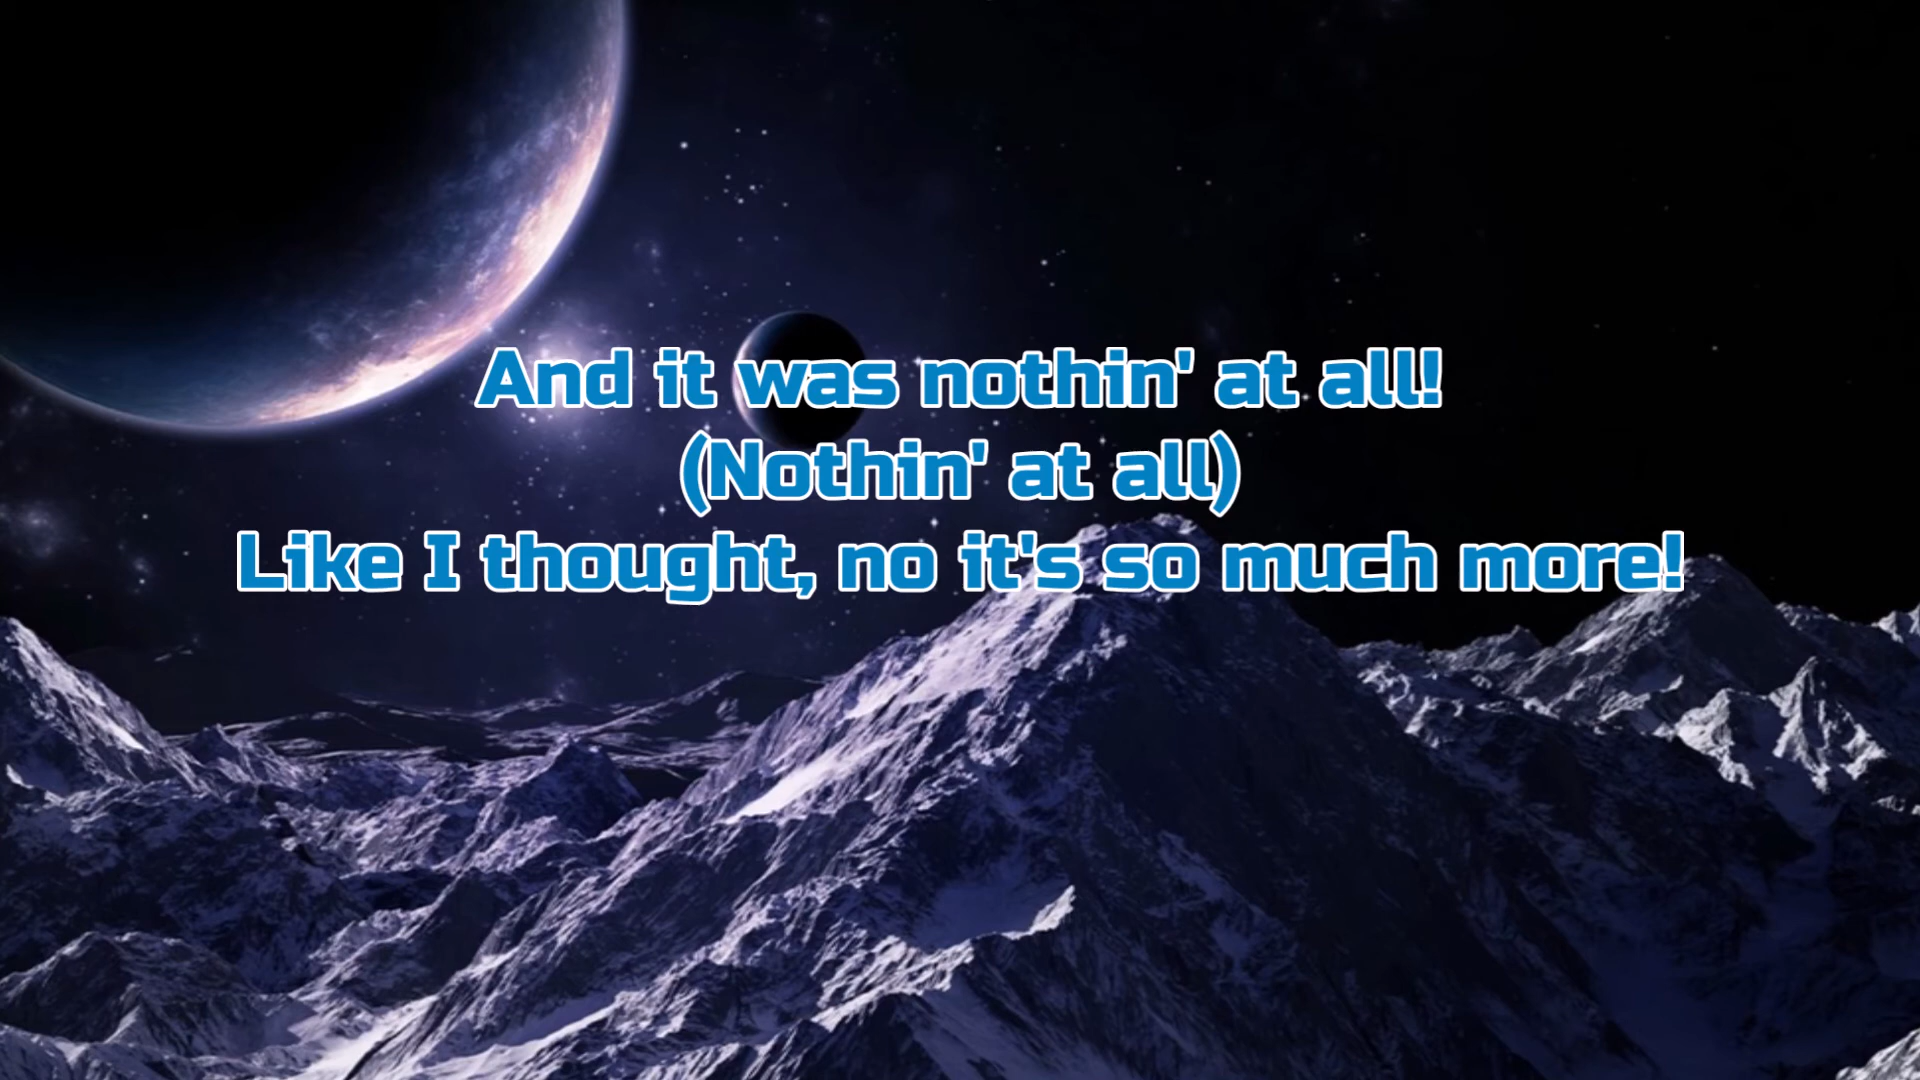 And it was nothin' at all!
(Nothin' at all)
Like I thought, no it's so much more!